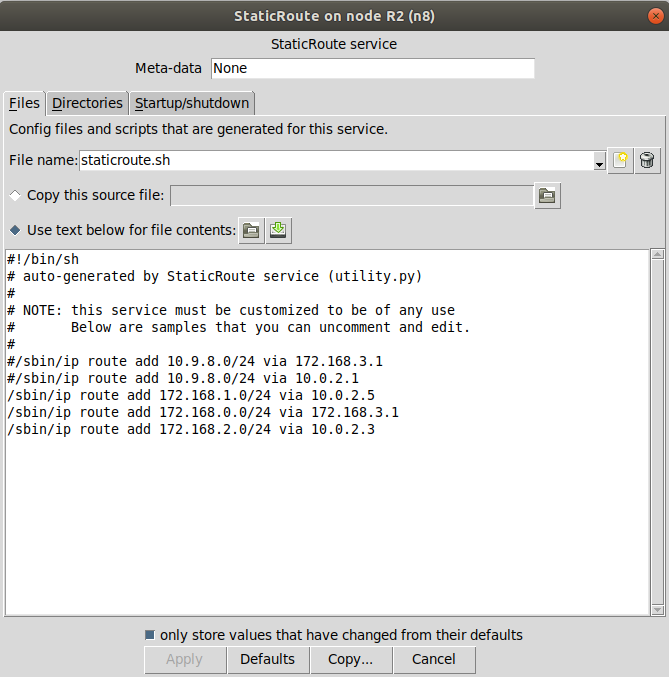 StaticRoute on node R2 (n8)
StaticRoute service
Meta-data None
Files Directories Startup/shutdown
Config files and scripts that are generated for this service.
File name: staticroute.sh
Copy this source file:
Use text below for file contents:
#!/bin/sh
# auto-generated by StaticRoute service (utility.py)
#
# NOTE: this service must be customized to be of any use
#       Below are samples that you can uncomment and edit.
#
#/sbin/ip route add 10.9.8.0/24 via 172.168.3.1
#/sbin/ip route add 10.9.8.0/24 via 10.0.2.1
/sbin/ip route add 172.168.1.0/24 via 10.0.2.5
/sbin/ip route add 172.168.0.0/24 via 172.168.3.1
/sbin/ip route add 172.168.2.0/24 via 10.0.2.3
only store values that have changed from their defaults
Apply Defaults Copy... Cancel